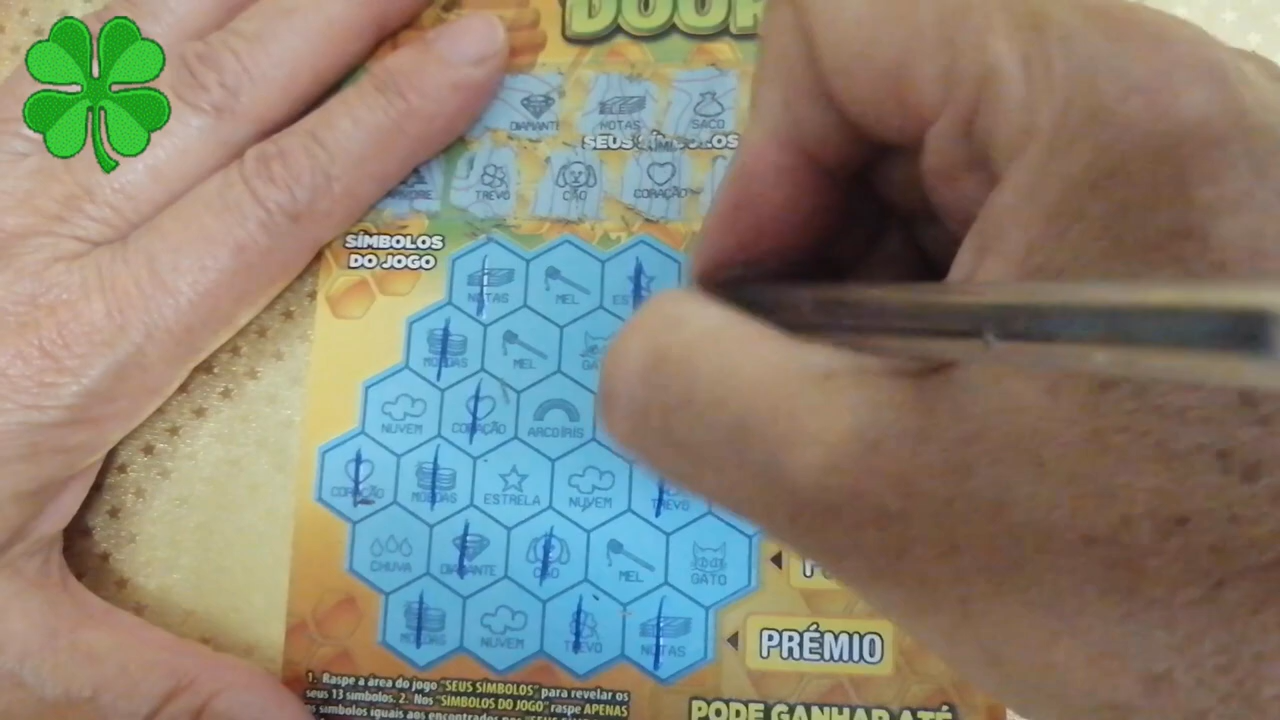 DIAMANTE NOTAS SACO
SEUS SÍMBOLOS
TREVO CÃO CORAÇÃO
SÍMBOLOS
DO JOGO
NOTAS MEL
MOEDAS MEL
NUVEM CORAÇÃO ARCOÍRIS
CORAÇÃO MOEDAS ESTRELA NUVEM TREVO
CHUVA DIAMANTE CÃO MEL GATO
MOEDAS NUVEM TREVO NOTAS
PRÉMIO
1. Raspe a área do jogo "SEUS SÍMBOLOS" para revelar os
seus 13 símbolos. 2. Nos "SÍMBOLOS DO JOGO" raspe APENAS
PODE GANHAR ATÉ